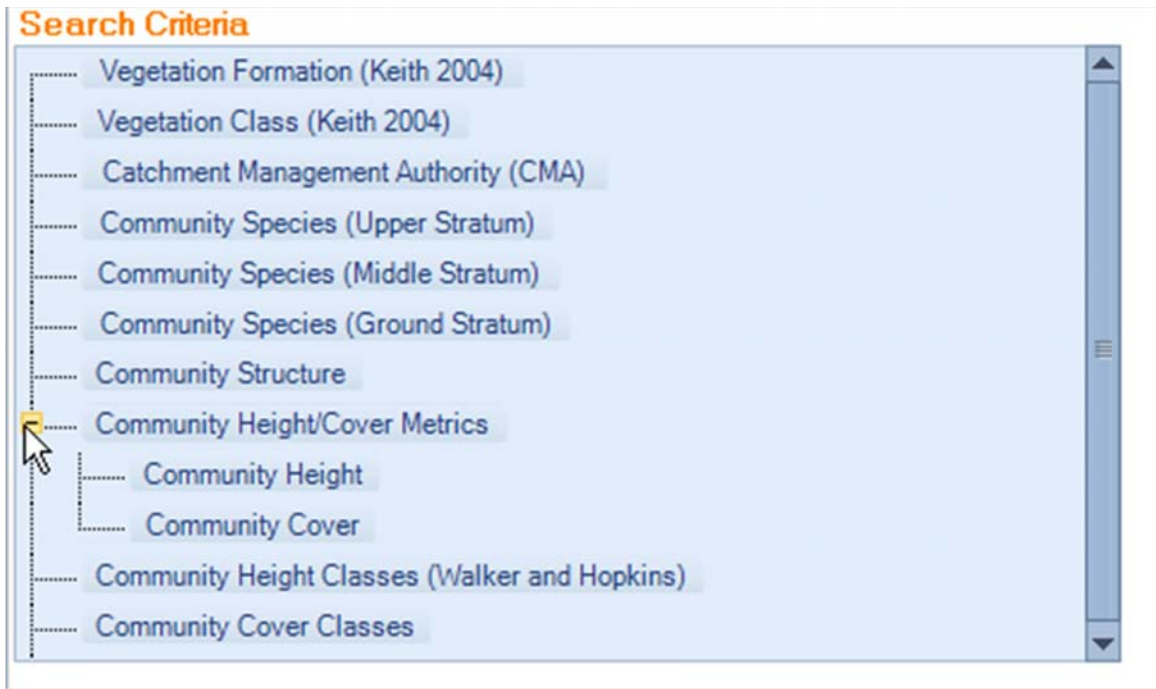 Search Criteria
Vegetation Formation (Keith 2004)
Vegetation Class (Keith 2004)
Catchment Management Authority (CMA)
Community Species (Upper Stratum)
Community Species (Middle Stratum)
Community Species (Ground Stratum)
Community Structure
Community Height/Cover Metrics
Community Height
Community Cover
Community Height Classes (Walker and Hopkins)
Community Cover Classes